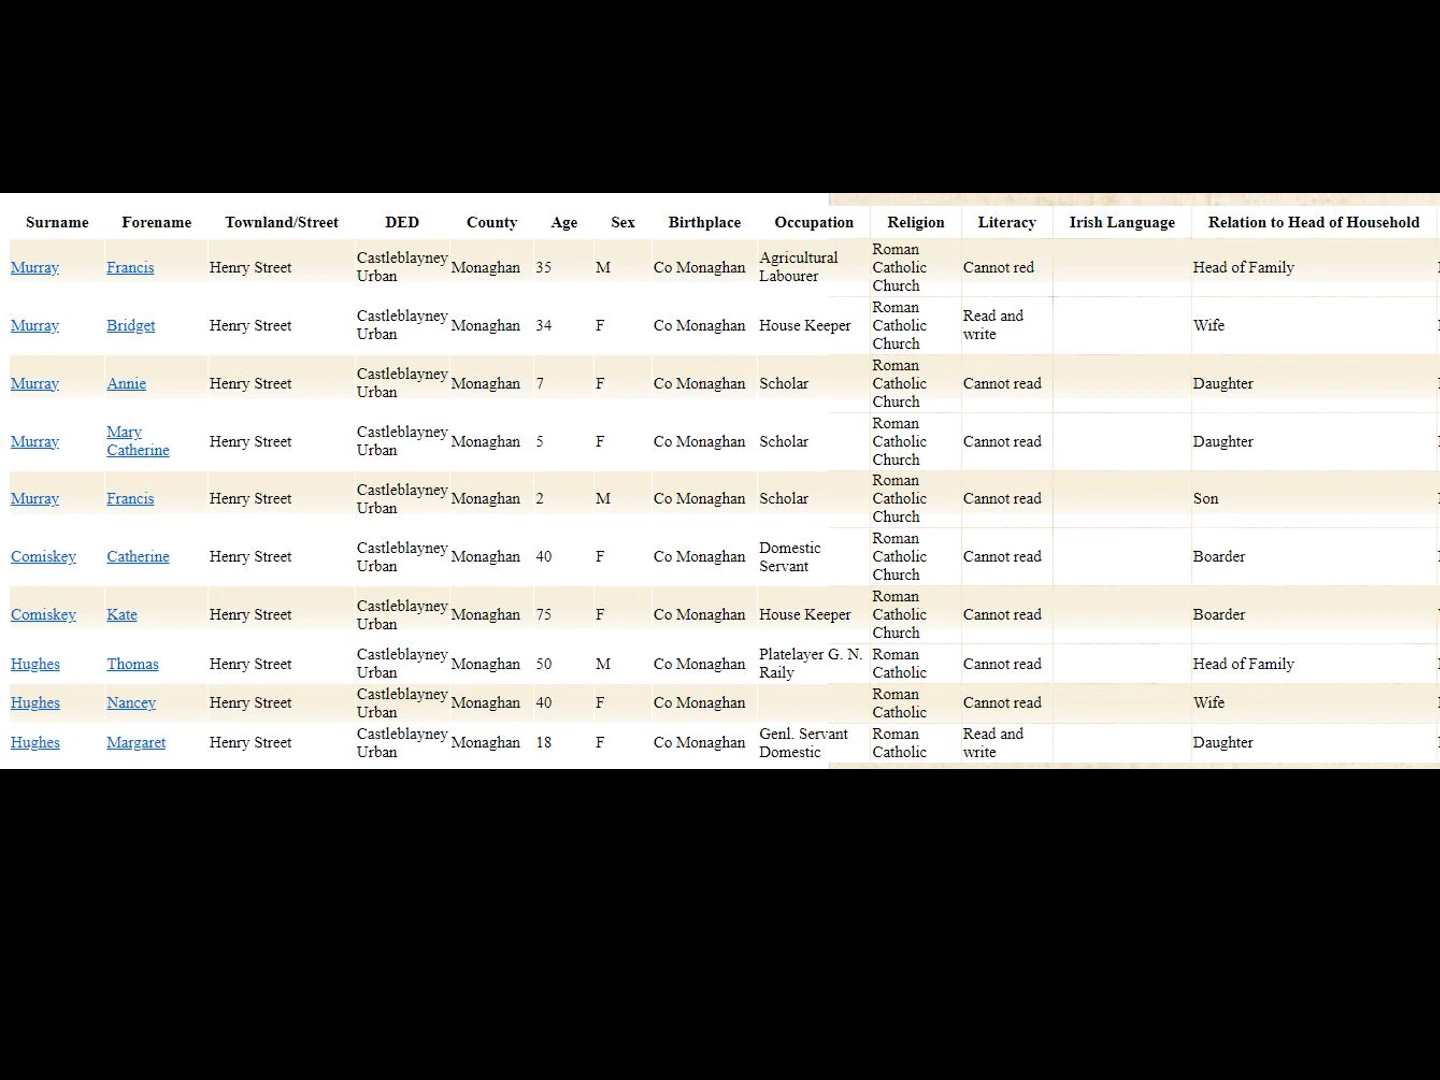 Surname Forename Townland/Street DED County Age Sex Birthplace Occupation Religion Literacy Irish Language Relation to Head of Household
Murray Francis Henry Street Castleblayney Urban Monaghan 35 M Co Monaghan Agricultural Labourer Roman Catholic Church Cannot red Head of Family
Murray Bridget Henry Street Castleblayney Urban Monaghan 34 F Co Monaghan House Keeper Roman Catholic Church Read and write Wife
Murray Annie Henry Street Castleblayney Urban Monaghan 7 F Co Monaghan Scholar Roman Catholic Church Cannot read Daughter
Murray Mary Catherine Henry Street Castleblayney Urban Monaghan 5 F Co Monaghan Scholar Roman Catholic Church Cannot read Daughter
Murray Francis Henry Street Castleblayney Urban Monaghan 2 M Co Monaghan Scholar Roman Catholic Church Cannot read Son
Comiskey Catherine Henry Street Castleblayney Urban Monaghan 40 F Co Monaghan Domestic Servant Roman Catholic Church Cannot read Boarder
Comiskey Kate Henry Street Castleblayney Urban Monaghan 75 F Co Monaghan House Keeper Roman Catholic Church Cannot read Boarder
Hughes Thomas Henry Street Castleblayney Urban Monaghan 50 M Co Monaghan Platelayer G. N. Raily Roman Catholic Cannot read Head of Family
Hughes Nancey Henry Street Castleblayney Urban Monaghan 40 F Co Monaghan Roman Catholic Cannot read Wife
Hughes Margaret Henry Street Castleblayney Urban Monaghan 18 F Co Monaghan Genl. Servant Domestic Roman Catholic Read and write Daughter